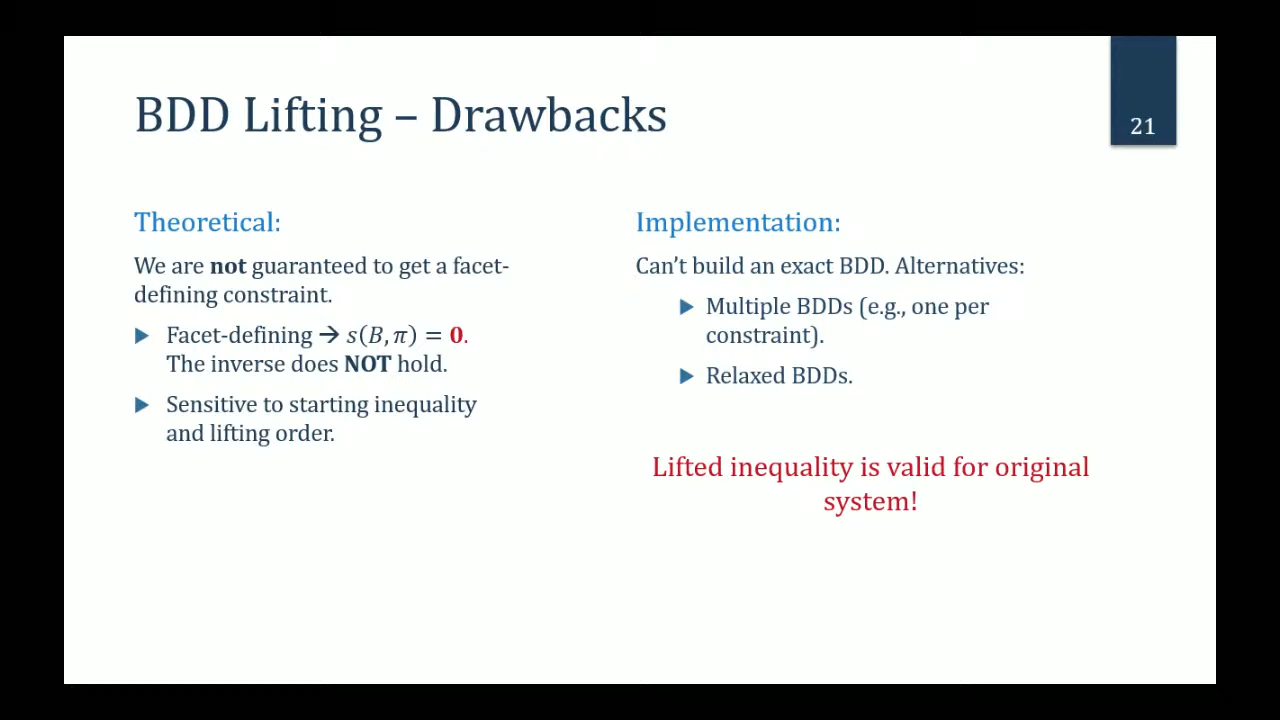 BDD Lifting – Drawbacks
21
Theoretical:
We are not guaranteed to get a facet-
defining constraint.
Facet-defining → s(B, π) = 0.
The inverse does NOT hold.
Sensitive to starting inequality
and lifting order.
Implementation:
Can’t build an exact BDD. Alternatives:
Multiple BDDs (e.g., one per
constraint).
Relaxed BDDs.
Lifted inequality is valid for original
system!